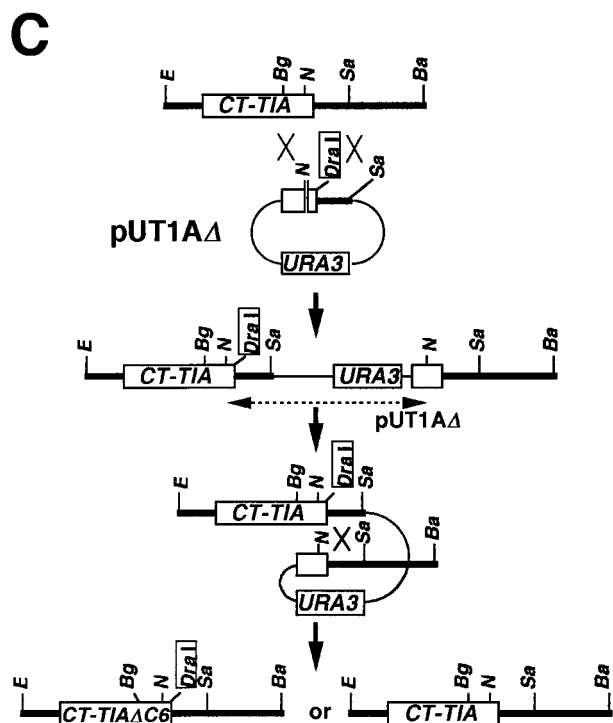 C
E Bg N Sa Ba
CT-TIA
N Dra I Sa
pUT1AΔ
URA3
E Bg N Dra I Sa N Sa Ba
CT-TIA URA3
pUT1AΔ
E Bg N Dra I Sa
CT-TIA
N Sa Ba
URA3
E Bg N Dra I Sa Ba E Bg N Sa Ba
CT-TIAΔC6 or CT-TIA